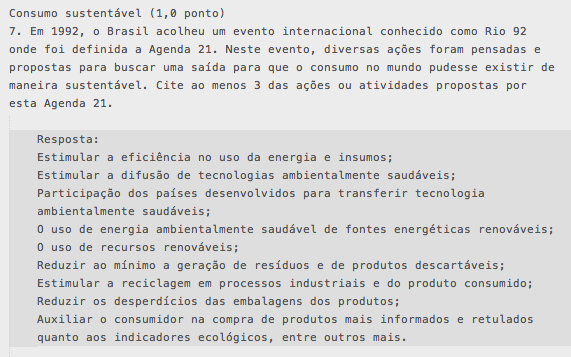 Consumo sustentável (1,0 ponto)
7. Em 1992, o Brasil acolheu um evento internacional conhecido como Rio 92
onde foi definida a Agenda 21. Neste evento, diversas ações foram pensadas e
propostas para buscar uma saída para que o consumo no mundo pudesse existir de
maneira sustentável. Cite ao menos 3 das ações ou atividades propostas por
esta Agenda 21.
Resposta:
Estimular a eficiência no uso da energia e insumos;
Estimular a difusão de tecnologias ambientalmente saudáveis;
Participação dos países desenvolvidos para transferir tecnologia
ambientalmente saudáveis;
O uso de energia ambientalmente saudável de fontes energéticas renováveis;
O uso de recursos renováveis;
Reduzir ao mínimo a geração de resíduos e de produtos descartáveis;
Estimular a reciclagem em processos industriais e do produto consumido;
Reduzir os desperdícios das embalagens dos produtos;
Auxiliar o consumidor na compra de produtos mais informados e retulados
quanto aos indicadores ecológicos, entre outros mais.